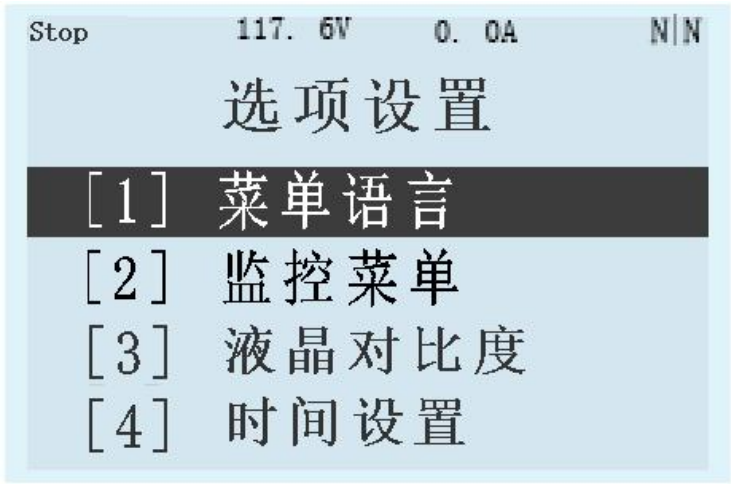 Stop 117. 6V 0. 0A N|N
选项设置
[1] 菜单语言
[2] 监控菜单
[3] 液晶对比度
[4] 时间设置